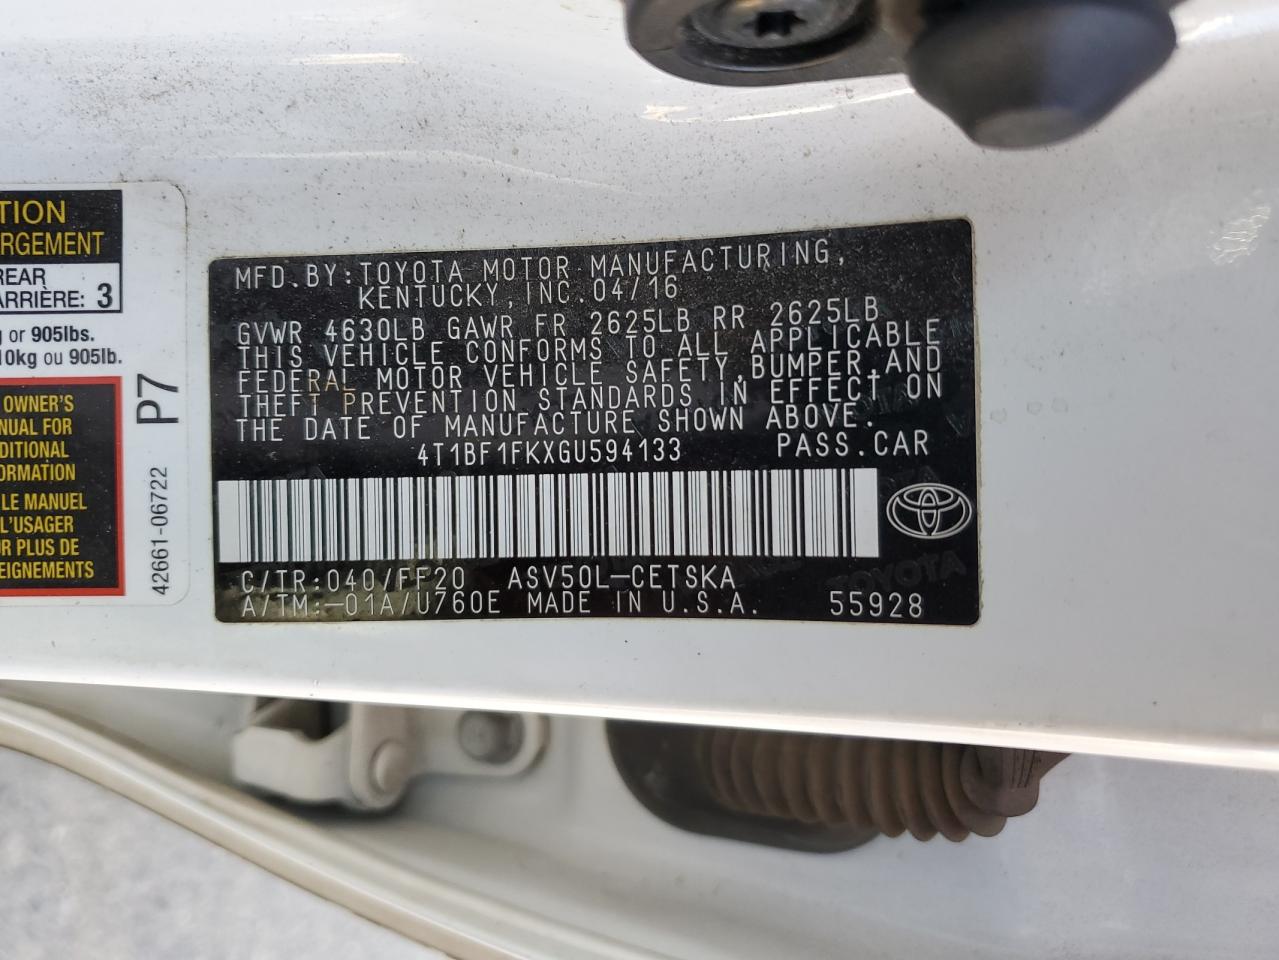 TION
RGEMENT
REAR
ARRIÈRE: 3
g or 905lbs.
10kg ou 905lb.
OWNER'S
NUAL FOR
DITIONAL
FORMATION
LE MANUEL
L'USAGER
UR PLUS DE
EIGNEMENTS
P7
42661-06722
MFD.BY:TOYOTA MOTOR MANUFACTURING,
KENTUCKY, INC.04/16
GVWR 4630LB GAWR FR 2625LB RR 2625LB
THIS VEHICLE CONFORMS TO ALL APPLICABLE
FEDERAL MOTOR VEHICLE SAFETY,BUMPER,AND
THEFT PREVENTION STANDARDS IN EFFECT ON
THE DATE OF MANUFACTURE SHOWN ABOVE.
4T1BF1FKXGU594133 PASS.CAR
C/TR:040/FF20 ASV50L-CETSKA
A/TM:-01A/U760E MADE IN U.S.A. 55928
TOYOTA